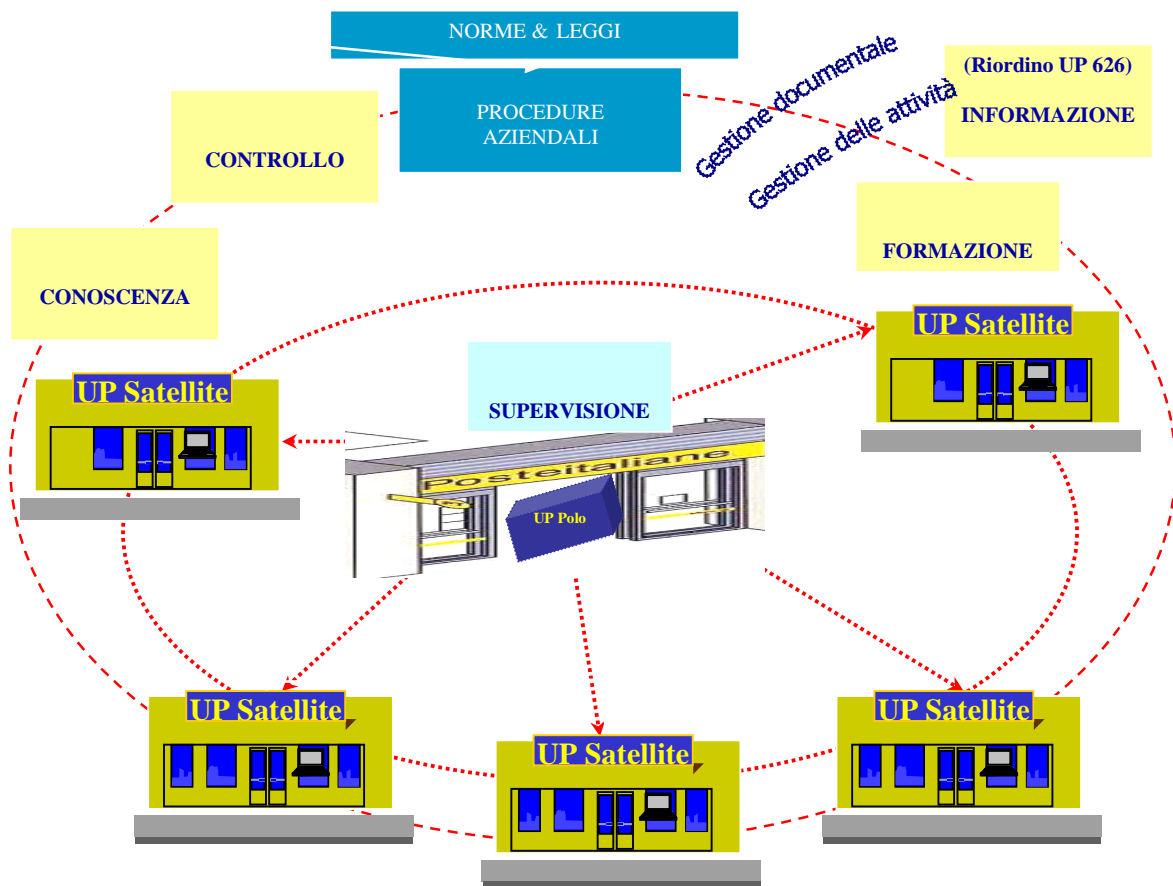 NORME & LEGGI
PROCEDURE
AZIENDALI
Gestione documentale
Gestione delle attività
(Riordino UP 626)
INFORMAZIONE
CONTROLLO
FORMAZIONE
CONOSCENZA
UP Satellite
UP Satellite
SUPERVISIONE
Posteitaliane
UP Polo
UP Satellite
UP Satellite
UP Satellite